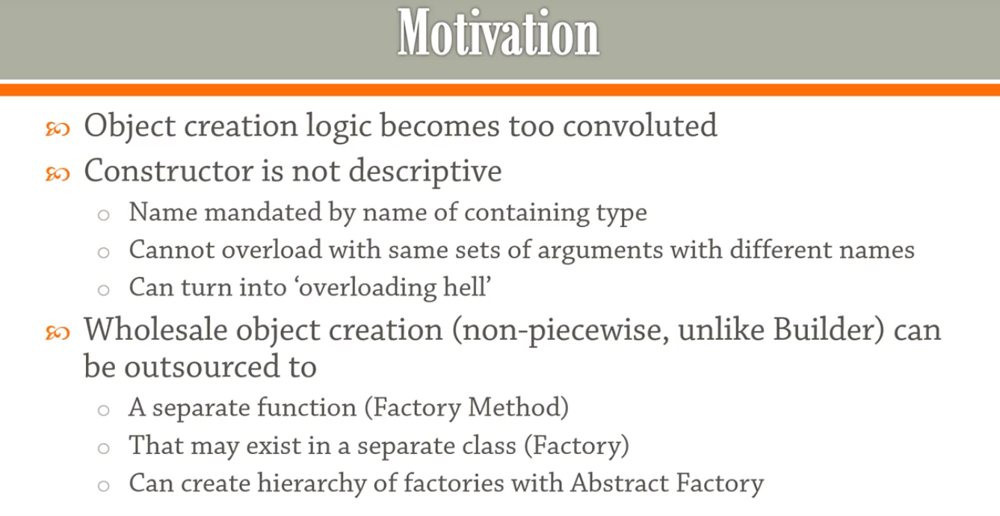 Motivation
Object creation logic becomes too convoluted
Constructor is not descriptive
Name mandated by name of containing type
Cannot overload with same sets of arguments with different names
Can turn into ‘overloading hell’
Wholesale object creation (non-piecewise, unlike Builder) can
be outsourced to
A separate function (Factory Method)
That may exist in a separate class (Factory)
Can create hierarchy of factories with Abstract Factory